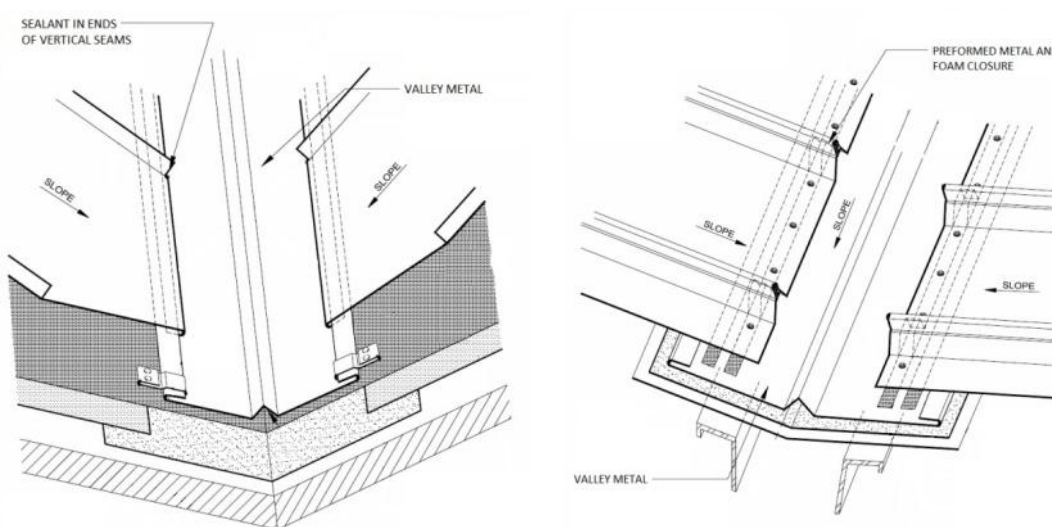 SEALANT IN ENDS
OF VERTICAL SEAMS
VALLEY METAL
SLOPE
SLOPE
PREFORMED METAL AN
FOAM CLOSURE
SLOPE
SLOPE
SLOPE
VALLEY METAL